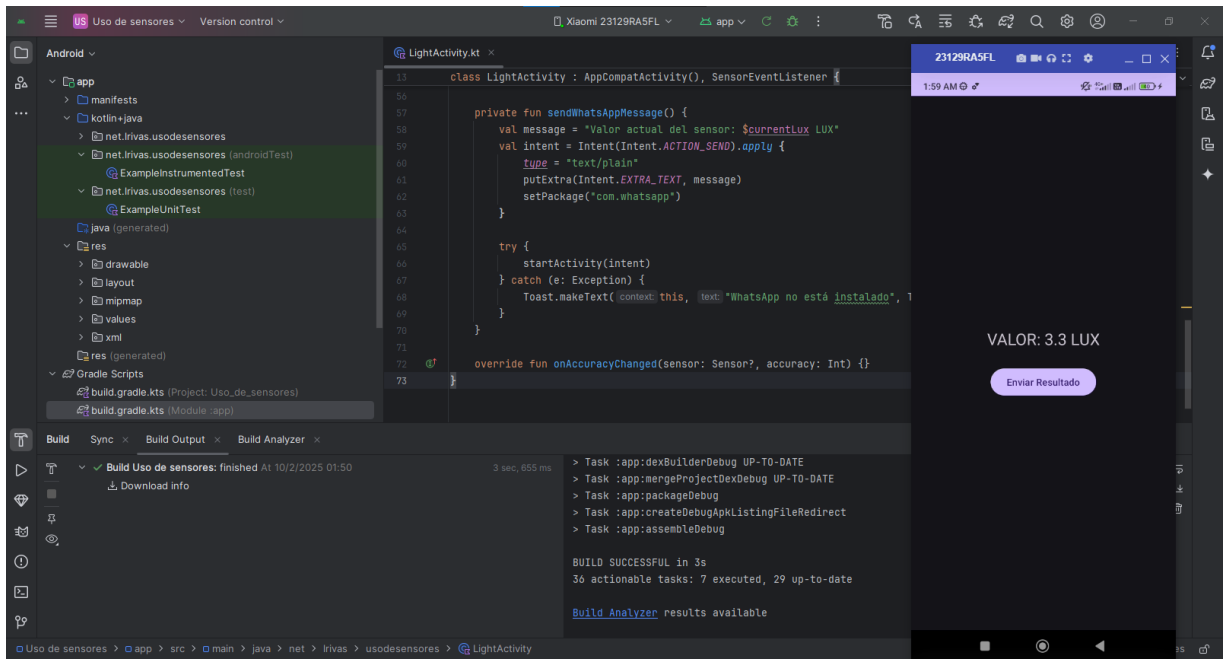 US Uso de sensores Version control Xiaomi 23129RA5FL app
Android
app
manifests
kotlin+java
net.lrivas.usodesensores
net.lrivas.usodesensores (androidTest)
ExampleInstrumentedTest
net.lrivas.usodesensores (test)
ExampleUnitTest
java (generated)
res
drawable
layout
mipmap
values
xml
res (generated)
Gradle Scripts
build.gradle.kts (Project: Uso_de_sensores)
build.gradle.kts (Module :app)
LightActivity.kt
13 class LightActivity : AppCompatActivity(), SensorEventListener {
56
57 private fun sendWhatsAppMessage() {
58 val message = "Valor actual del sensor: $currentLux LUX"
59 val intent = Intent(Intent.ACTION_SEND).apply {
60 type = "text/plain"
61 putExtra(Intent.EXTRA_TEXT, message)
62 setPackage("com.whatsapp")
63 }
64
65 try {
66 startActivity(intent)
67 } catch (e: Exception) {
68 Toast.makeText( context: this, text: "WhatsApp no está instalado", T
69 }
70 }
71
72 override fun onAccuracyChanged(sensor: Sensor?, accuracy: Int) {}
73 }
23129RA5FL
1:59 AM
VALOR: 3.3 LUX
Enviar Resultado
Build Sync Build Output Build Analyzer
Build Uso de sensores: finished At 10/2/2025 01:50 3 sec, 655 ms
Download info
> Task :app:dexBuilderDebug UP-TO-DATE
> Task :app:mergeProjectDexDebug UP-TO-DATE
> Task :app:packageDebug
> Task :app:createDebugApkListingFileRedirect
> Task :app:assembleDebug
BUILD SUCCESSFUL in 3s
36 actionable tasks: 7 executed, 29 up-to-date
Build Analyzer results available
Uso de sensores > app > src > main > java > net > lrivas > usodesensores > LightActivity